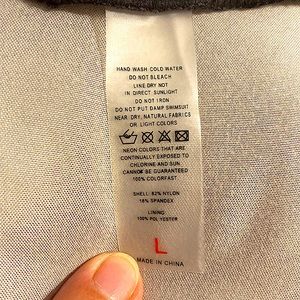 HAND WASH COLD WATER
DO NOT BLEACH
LINE DRY NOT
IN DIRECT SUNLIGHT
DO NOT IRON
DO NOT PUT DAMP SWIMSUIT
NEAR DRY, NATURAL FABRICS
OR LIGHT COLORS
NEON COLORS THAT ARE
CONTINUALLY EXPOSED TO
CHLORINE AND SUN.
CANNOT BE GUARANTEED
100% COLORFAST
SHELL: 82% NYLON
18% SPANDEX
LINING
100% POLYESTER
L
MADE IN CHINA